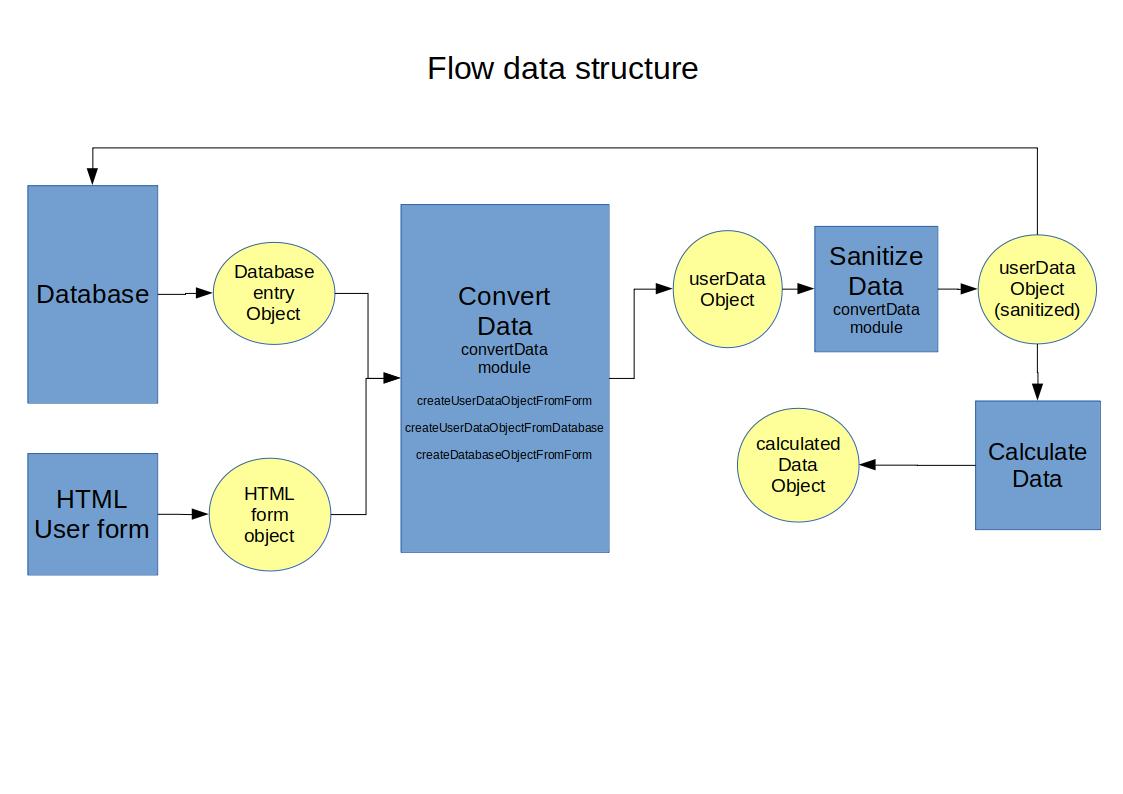 Flow data structure
Database
Database
entry
Object
HTML
User form
HTML
form
object
Convert
Data
convertData
module
createUserDataObjectFromForm
createUserDataObjectFromDatabase
createDatabaseObjectFromForm
userData
Object
Sanitize
Data
convertData
module
userData
Object
(sanitized)
Calculate
Data
calculated
Data
Object